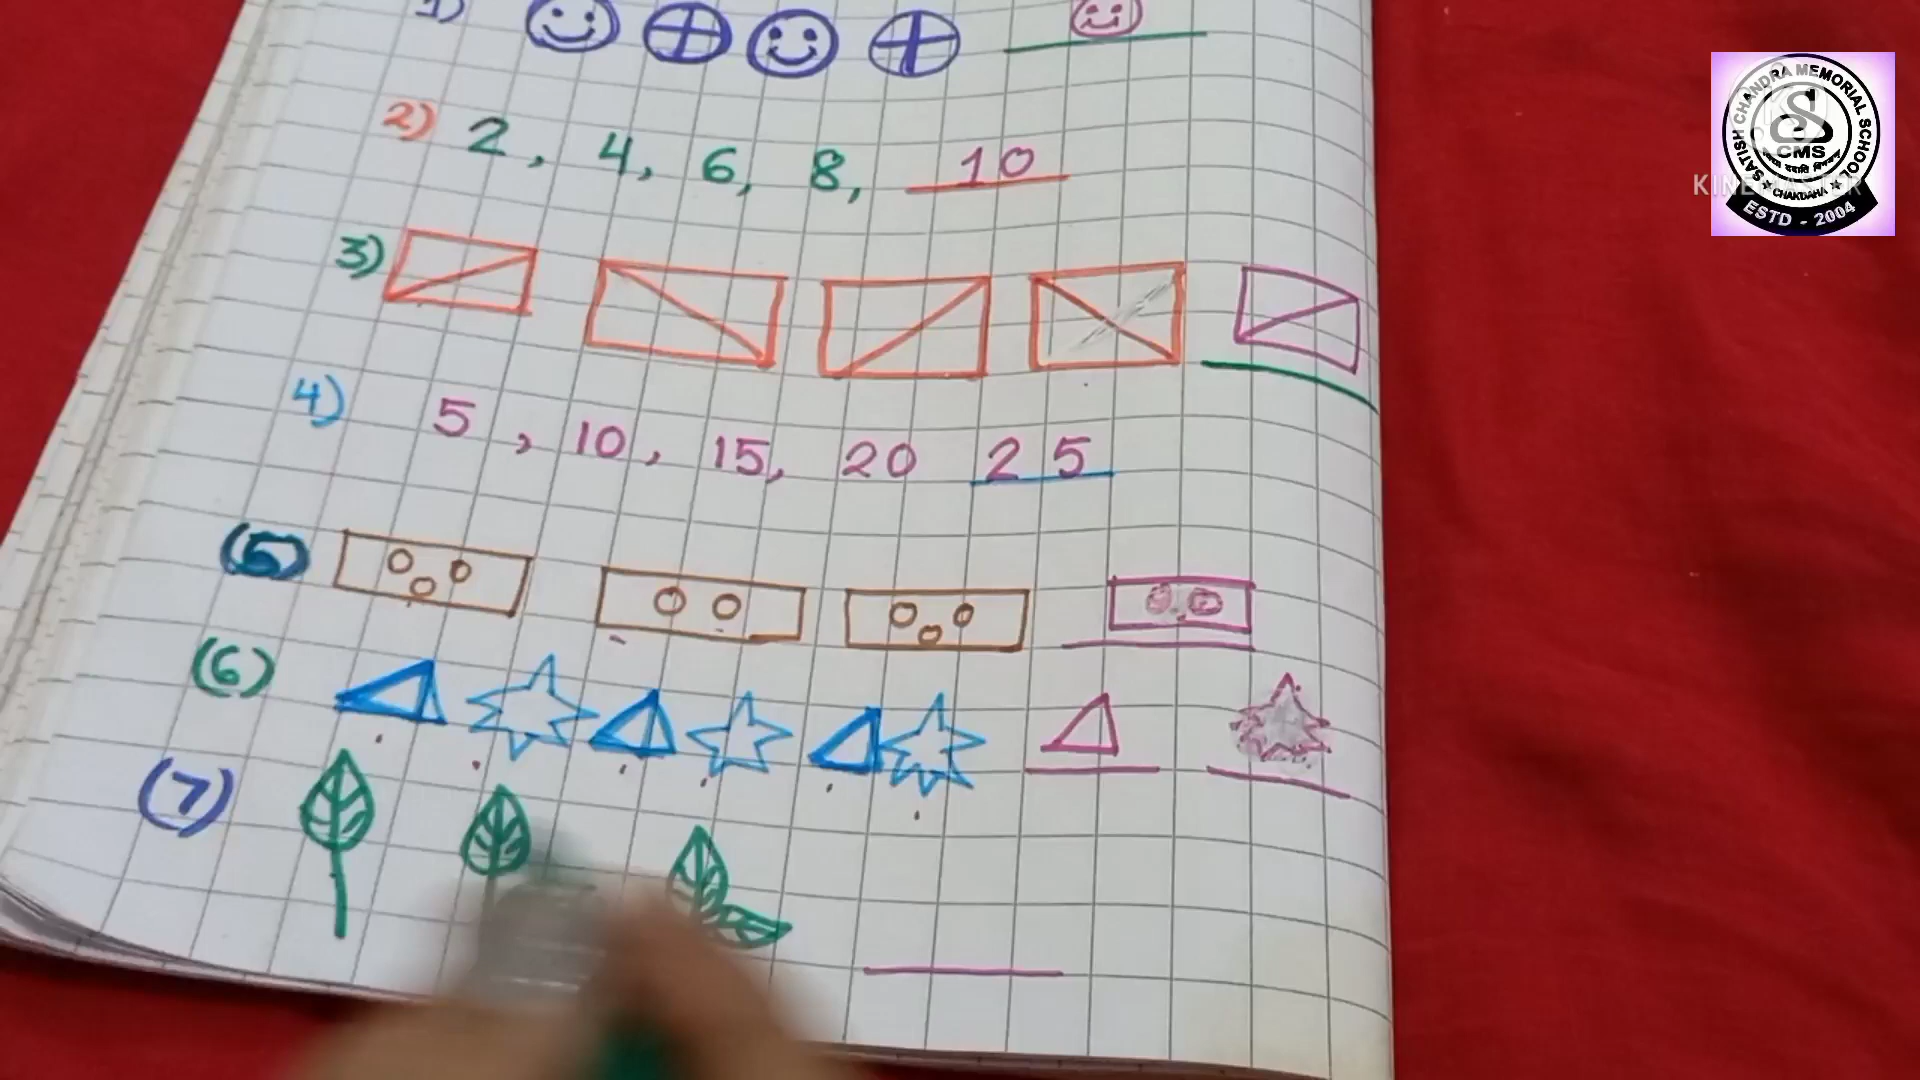 1)
2) 2, 4, 6, 8, 10
3)
4) 5, 10, 15, 20 25
(5)
(6)
(7)
SATISH CHANDRA MEMORIAL SCHOOL
S
CMS
★ CHAKDAHA ★
ESTD - 2004
KINEMASTER